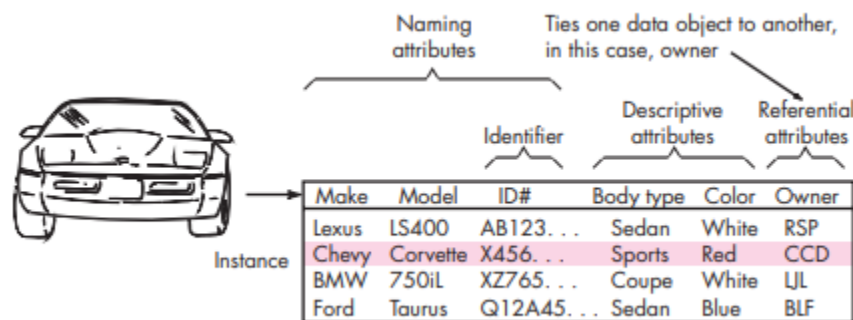 Naming
attributes
Ties one data object to another,
in this case, owner
Identifier
Descriptive
attributes
Referential
attributes
Instance
Make Model ID# Body type Color Owner
Lexus LS400 AB123. . . Sedan White RSP
Chevy Corvette X456. . . Sports Red CCD
BMW 750iL XZ765. . . Coupe White LJL
Ford Taurus Q12A45. . . Sedan Blue BLF